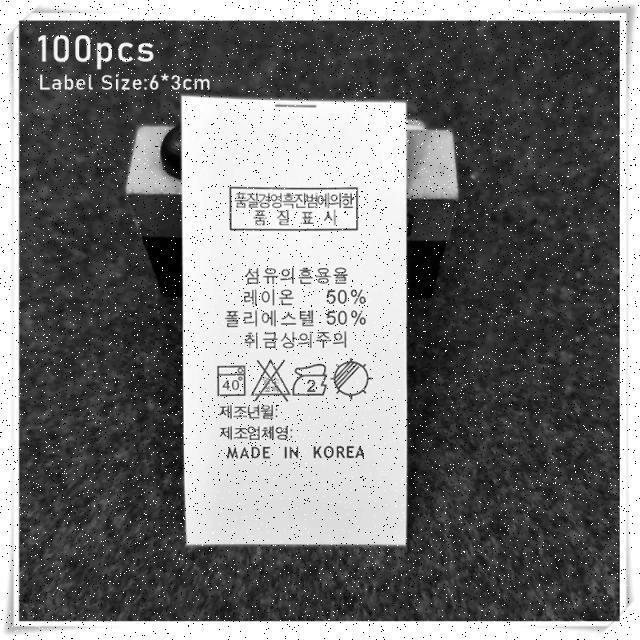 100pcs
Label Size:6*3cm
품질경영촉진법에의한
품 질 표 시
섬유의혼용율
레이온 50%
폴리에스텔 50%
취급상의주의
40
2
제조년월:
제조업체명:
MADE IN KOREA